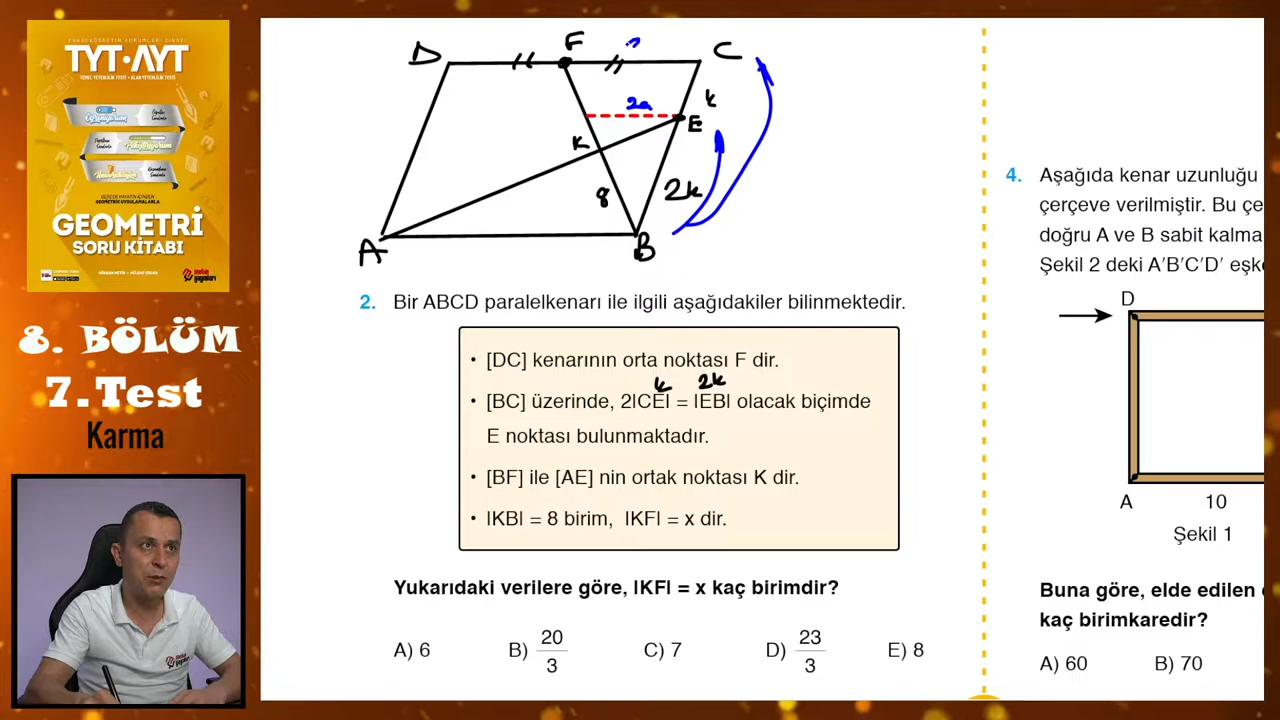 TYT•AYT
GEOMETRİ
SORU KİTABI
8. BÖLÜM
7. Test
Karma
D
F
C
2a
k
E
K
8
2k
A
B
2. Bir ABCD paralelkenarı ile ilgili aşağıdakiler bilinmektedir.
• [DC] kenarının orta noktası F dir.
k 2k
• [BC] üzerinde, 2|CE| = |EB| olacak biçimde
E noktası bulunmaktadır.
• [BF] ile [AE] nin ortak noktası K dir.
• |KB| = 8 birim, |KF| = x dir.
Yukarıdaki verilere göre, |KF| = x kaç birimdir?
A) 6 B) 20/3 C) 7 D) 23/3 E) 8
4. Aşağıda kenar uzunluğu
çerçeve verilmiştir. Bu çe
doğru A ve B sabit kalma
Şekil 2 deki A′B′C′D′ eşke
D
A 10
Şekil 1
Buna göre, elde edilen
kaç birimkaredir?
A) 60 B) 70